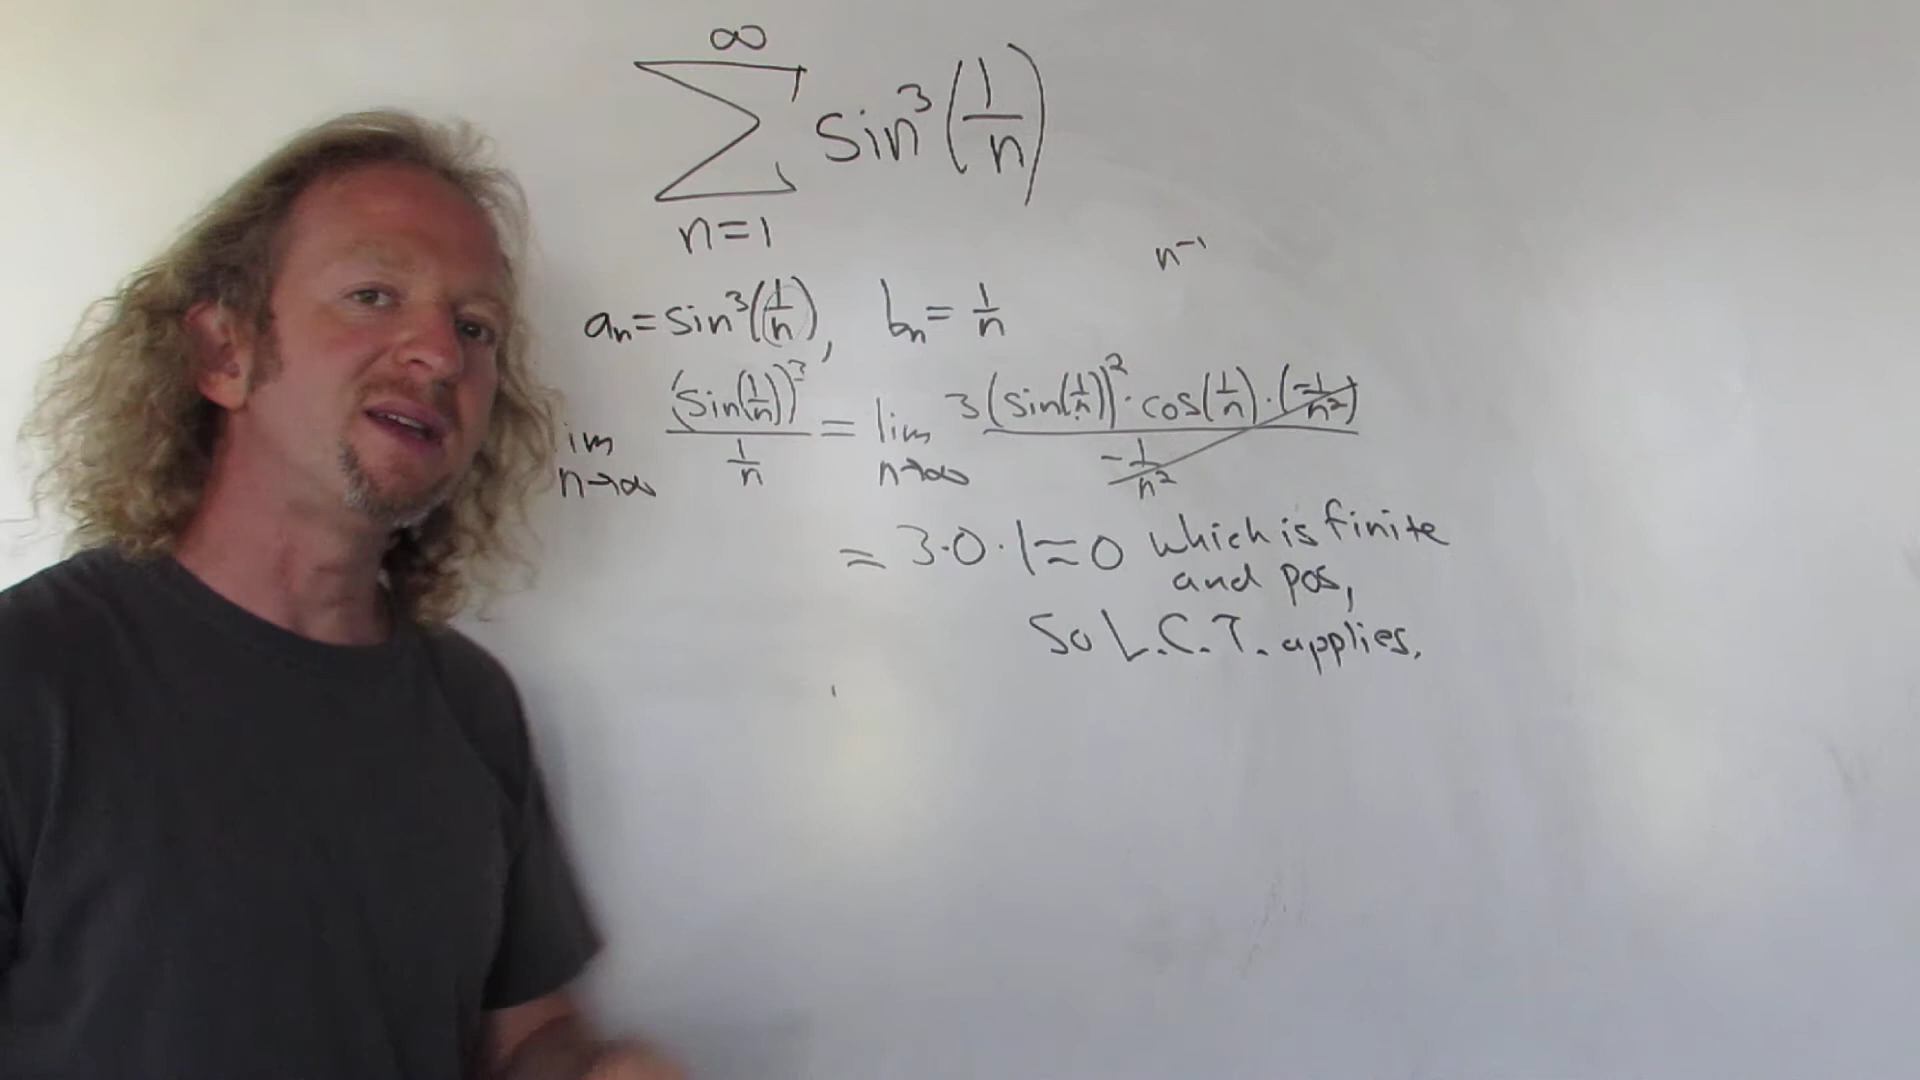 ∞
∑ sin³(1/n)
n=1
n⁻¹
aₙ = sin³(1/n), bₙ = 1/n
lim n→∞ (sin(1/n))³ / (1/n) = lim n→∞ 3(sin(1/n))² · cos(1/n) · (-1/n²) / (-1/n²)
= 3·0·1 = 0 which is finite
and pos,
So L.C.T. applies.